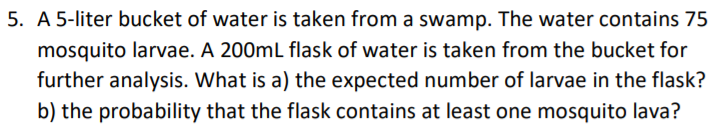 5. A 5-liter bucket of water is taken from a swamp. The water contains 75
mosquito larvae. A 200mL flask of water is taken from the bucket for
further analysis. What is a) the expected number of larvae in the flask?
b) the probability that the flask contains at least one mosquito lava?